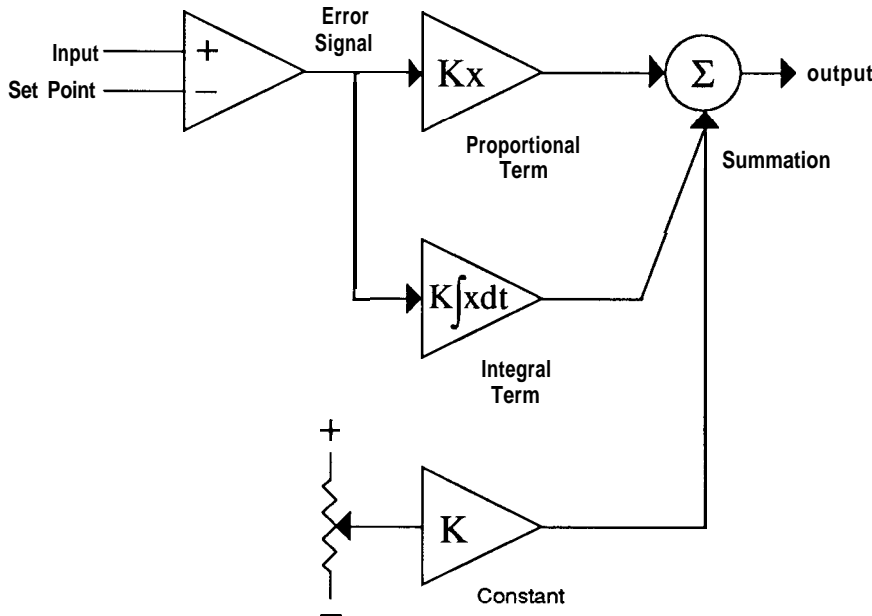 Input
Set Point
+
−
Error
Signal
Kx
Proportional
Term
Σ
output
Summation
K∫xdt
Integral
Term
+
−
K
Constant